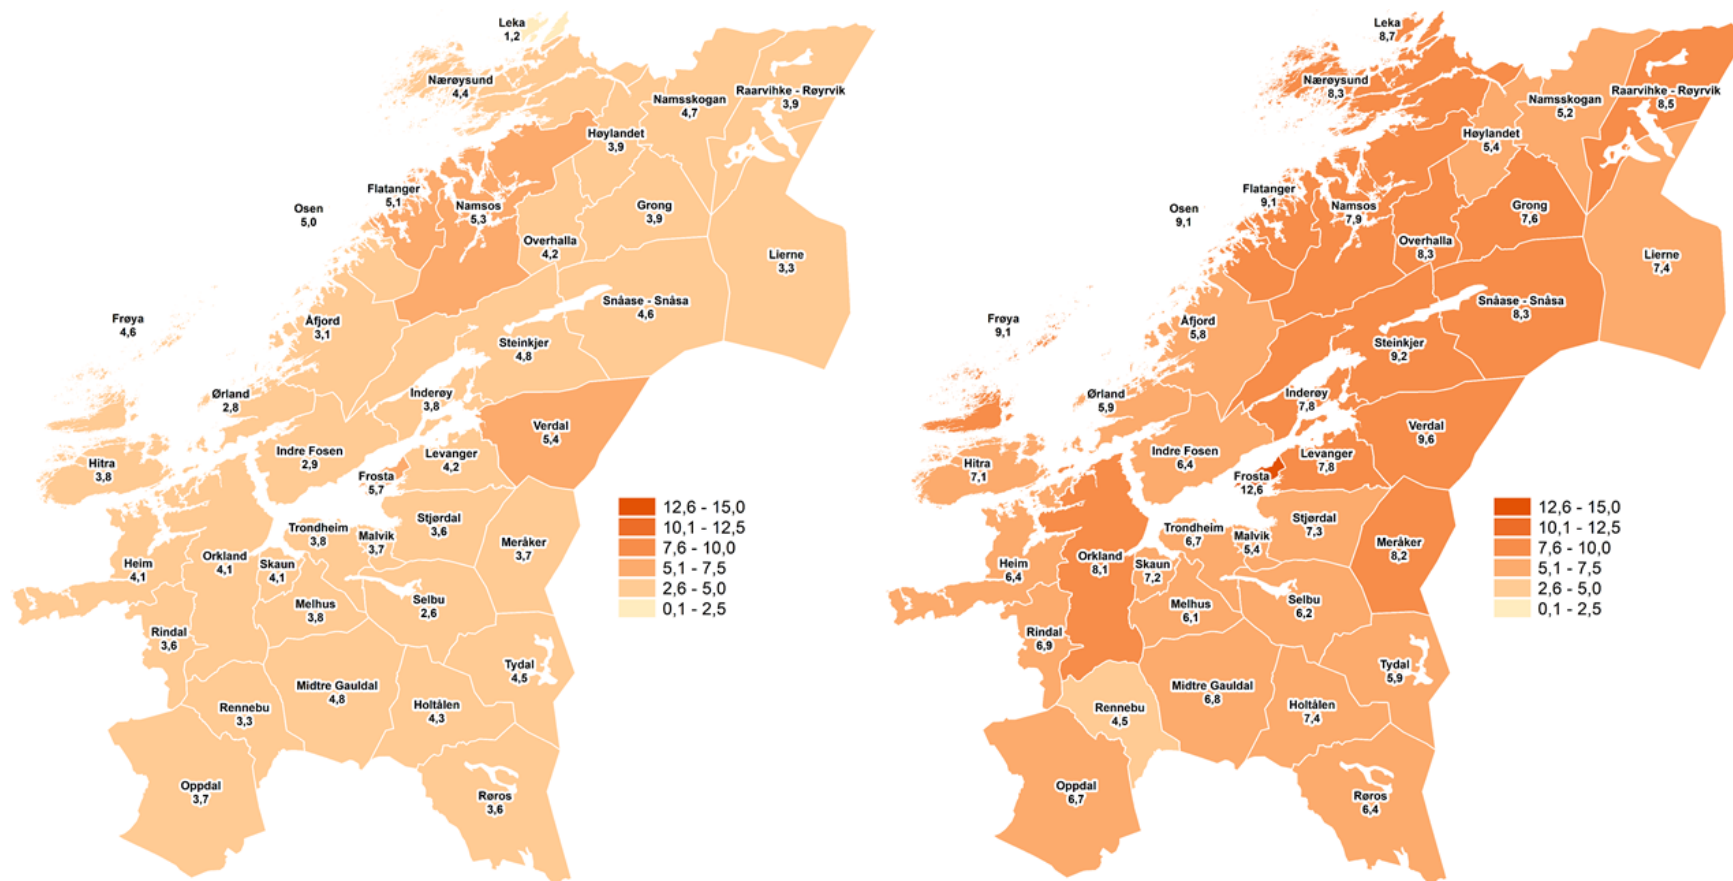 Leka
1,2
Nærøysund
4,4
Namsskogan
4,7
Raarvihke - Røyrvik
3,9
Høylandet
3,9
Flatanger
5,1
Namsos
5,3
Osen
5,0
Grong
3,9
Overhalla
4,2
Lierne
3,3
Snåase - Snåsa
4,6
Frøya
4,6
Åfjord
3,1
Steinkjer
4,8
Ørland
2,8
Inderøy
3,8
Verdal
5,4
Indre Fosen
2,9
Levanger
4,2
Hitra
3,8
Frosta
5,7
Trondheim
3,8
Malvik
3,7
Stjørdal
3,6
Meråker
3,7
Heim
4,1
Orkland
4,1
Skaun
4,1
Melhus
3,8
Selbu
2,6
Rindal
3,6
Tydal
4,5
Midtre Gauldal
4,8
Holtålen
4,3
Rennebu
3,3
Oppdal
3,7
Røros
3,6
12,6 - 15,0
10,1 - 12,5
7,6 - 10,0
5,1 - 7,5
2,6 - 5,0
0,1 - 2,5
Leka
8,7
Nærøysund
8,3
Namsskogan
5,2
Raarvihke - Røyrvik
8,5
Høylandet
5,4
Flatanger
9,1
Namsos
7,9
Osen
9,1
Grong
7,6
Overhalla
8,3
Lierne
7,4
Snåase - Snåsa
8,3
Frøya
9,1
Åfjord
5,8
Steinkjer
9,2
Ørland
5,9
Inderøy
7,8
Verdal
9,6
Indre Fosen
6,4
Levanger
7,8
Hitra
7,1
Frosta
12,6
Trondheim
6,7
Malvik
5,4
Stjørdal
7,3
Meråker
8,2
Heim
6,4
Orkland
8,1
Skaun
7,2
Melhus
6,1
Selbu
6,2
Rindal
6,9
Tydal
5,9
Midtre Gauldal
6,8
Holtålen
7,4
Rennebu
4,5
Oppdal
6,7
Røros
6,4
12,6 - 15,0
10,1 - 12,5
7,6 - 10,0
5,1 - 7,5
2,6 - 5,0
0,1 - 2,5